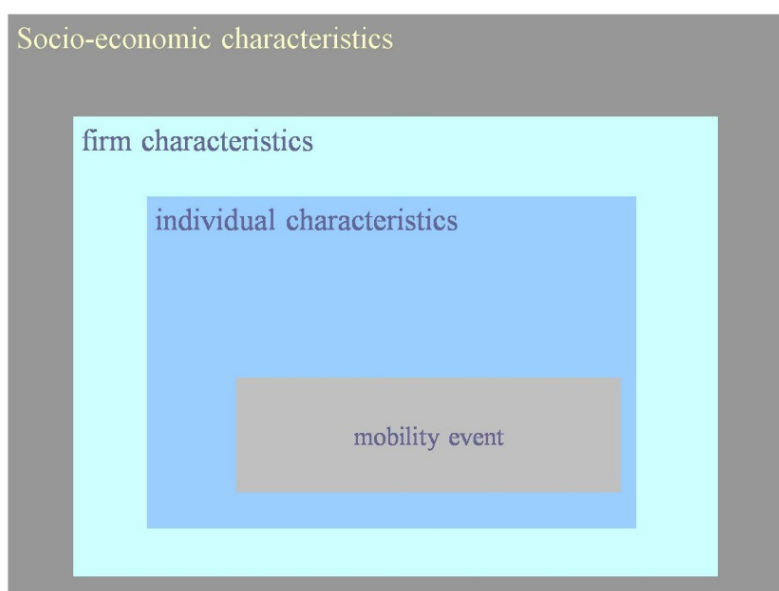 Socio-economic characteristics
firm characteristics
individual characteristics
mobility event